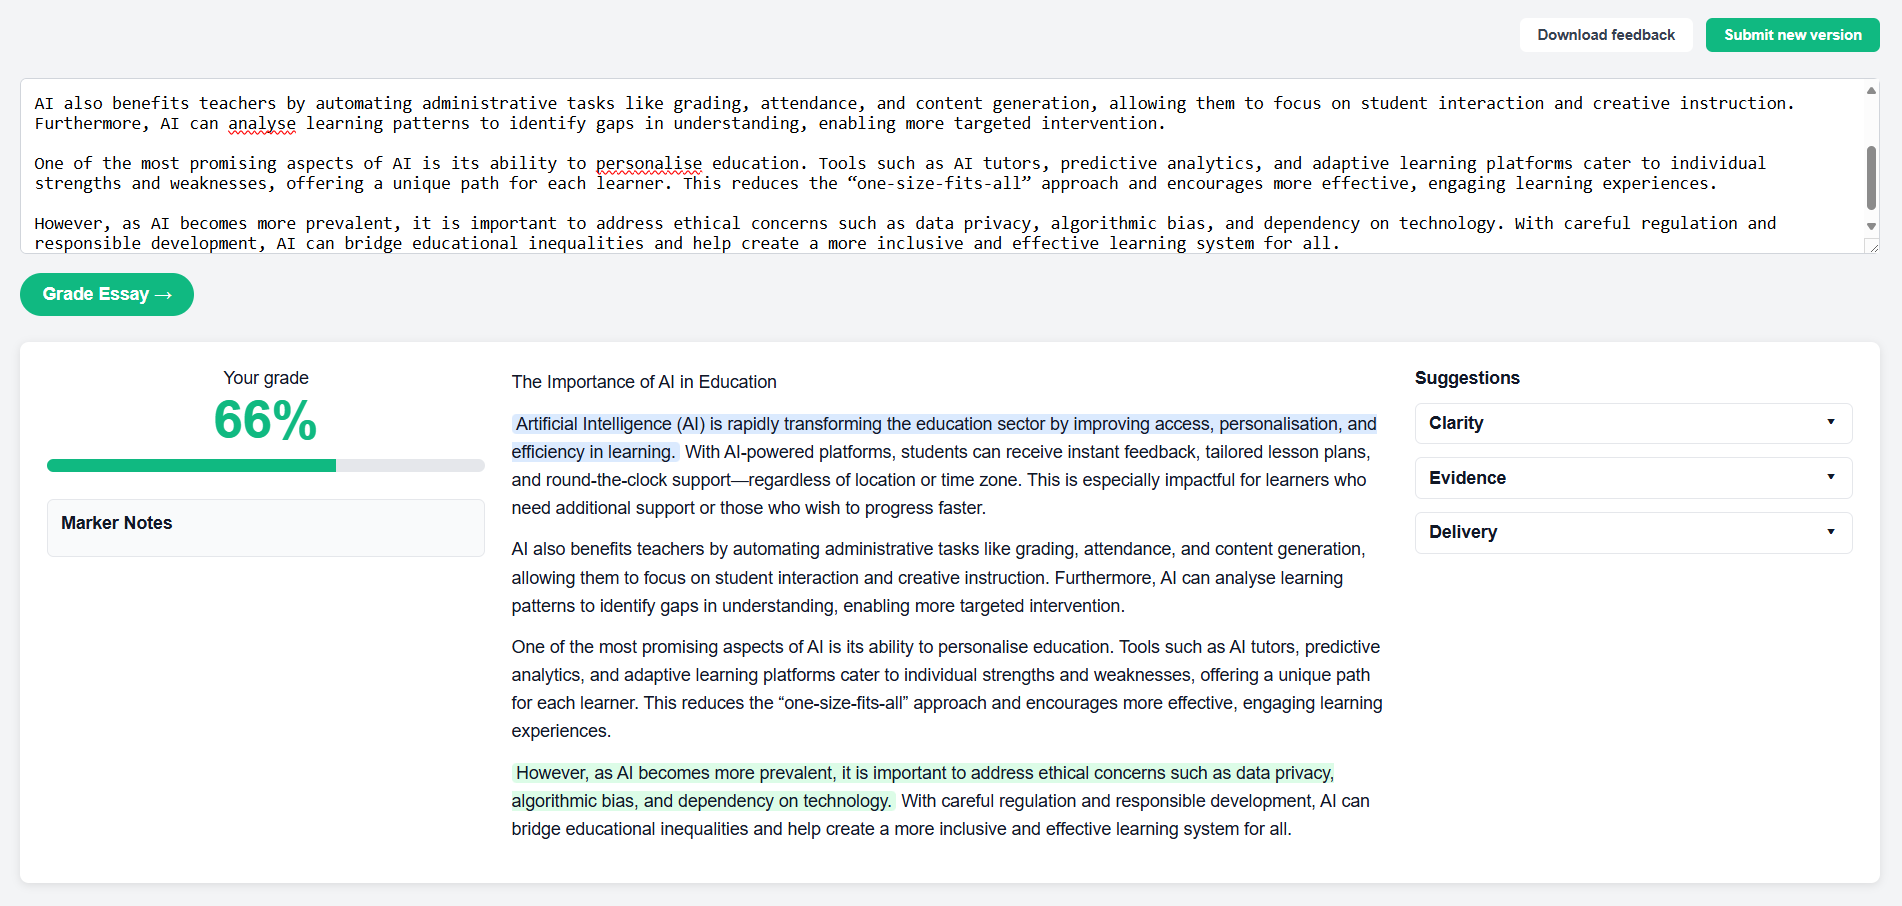 Download feedback
Submit new version
AI also benefits teachers by automating administrative tasks like grading, attendance, and content generation, allowing them to focus on student interaction and creative instruction.
Furthermore, AI can analyse learning patterns to identify gaps in understanding, enabling more targeted intervention.
One of the most promising aspects of AI is its ability to personalise education. Tools such as AI tutors, predictive analytics, and adaptive learning platforms cater to individual
strengths and weaknesses, offering a unique path for each learner. This reduces the “one-size-fits-all” approach and encourages more effective, engaging learning experiences.
However, as AI becomes more prevalent, it is important to address ethical concerns such as data privacy, algorithmic bias, and dependency on technology. With careful regulation and
responsible development, AI can bridge educational inequalities and help create a more inclusive and effective learning system for all.
Grade Essay →
Your grade
66%
Marker Notes
The Importance of AI in Education
Artificial Intelligence (AI) is rapidly transforming the education sector by improving access, personalisation, and
efficiency in learning. With AI-powered platforms, students can receive instant feedback, tailored lesson plans,
and round-the-clock support—regardless of location or time zone. This is especially impactful for learners who
need additional support or those who wish to progress faster.
AI also benefits teachers by automating administrative tasks like grading, attendance, and content generation,
allowing them to focus on student interaction and creative instruction. Furthermore, AI can analyse learning
patterns to identify gaps in understanding, enabling more targeted intervention.
One of the most promising aspects of AI is its ability to personalise education. Tools such as AI tutors, predictive
analytics, and adaptive learning platforms cater to individual strengths and weaknesses, offering a unique path
for each learner. This reduces the “one-size-fits-all” approach and encourages more effective, engaging learning
experiences.
However, as AI becomes more prevalent, it is important to address ethical concerns such as data privacy,
algorithmic bias, and dependency on technology. With careful regulation and responsible development, AI can
bridge educational inequalities and help create a more inclusive and effective learning system for all.
Suggestions
Clarity
Evidence
Delivery